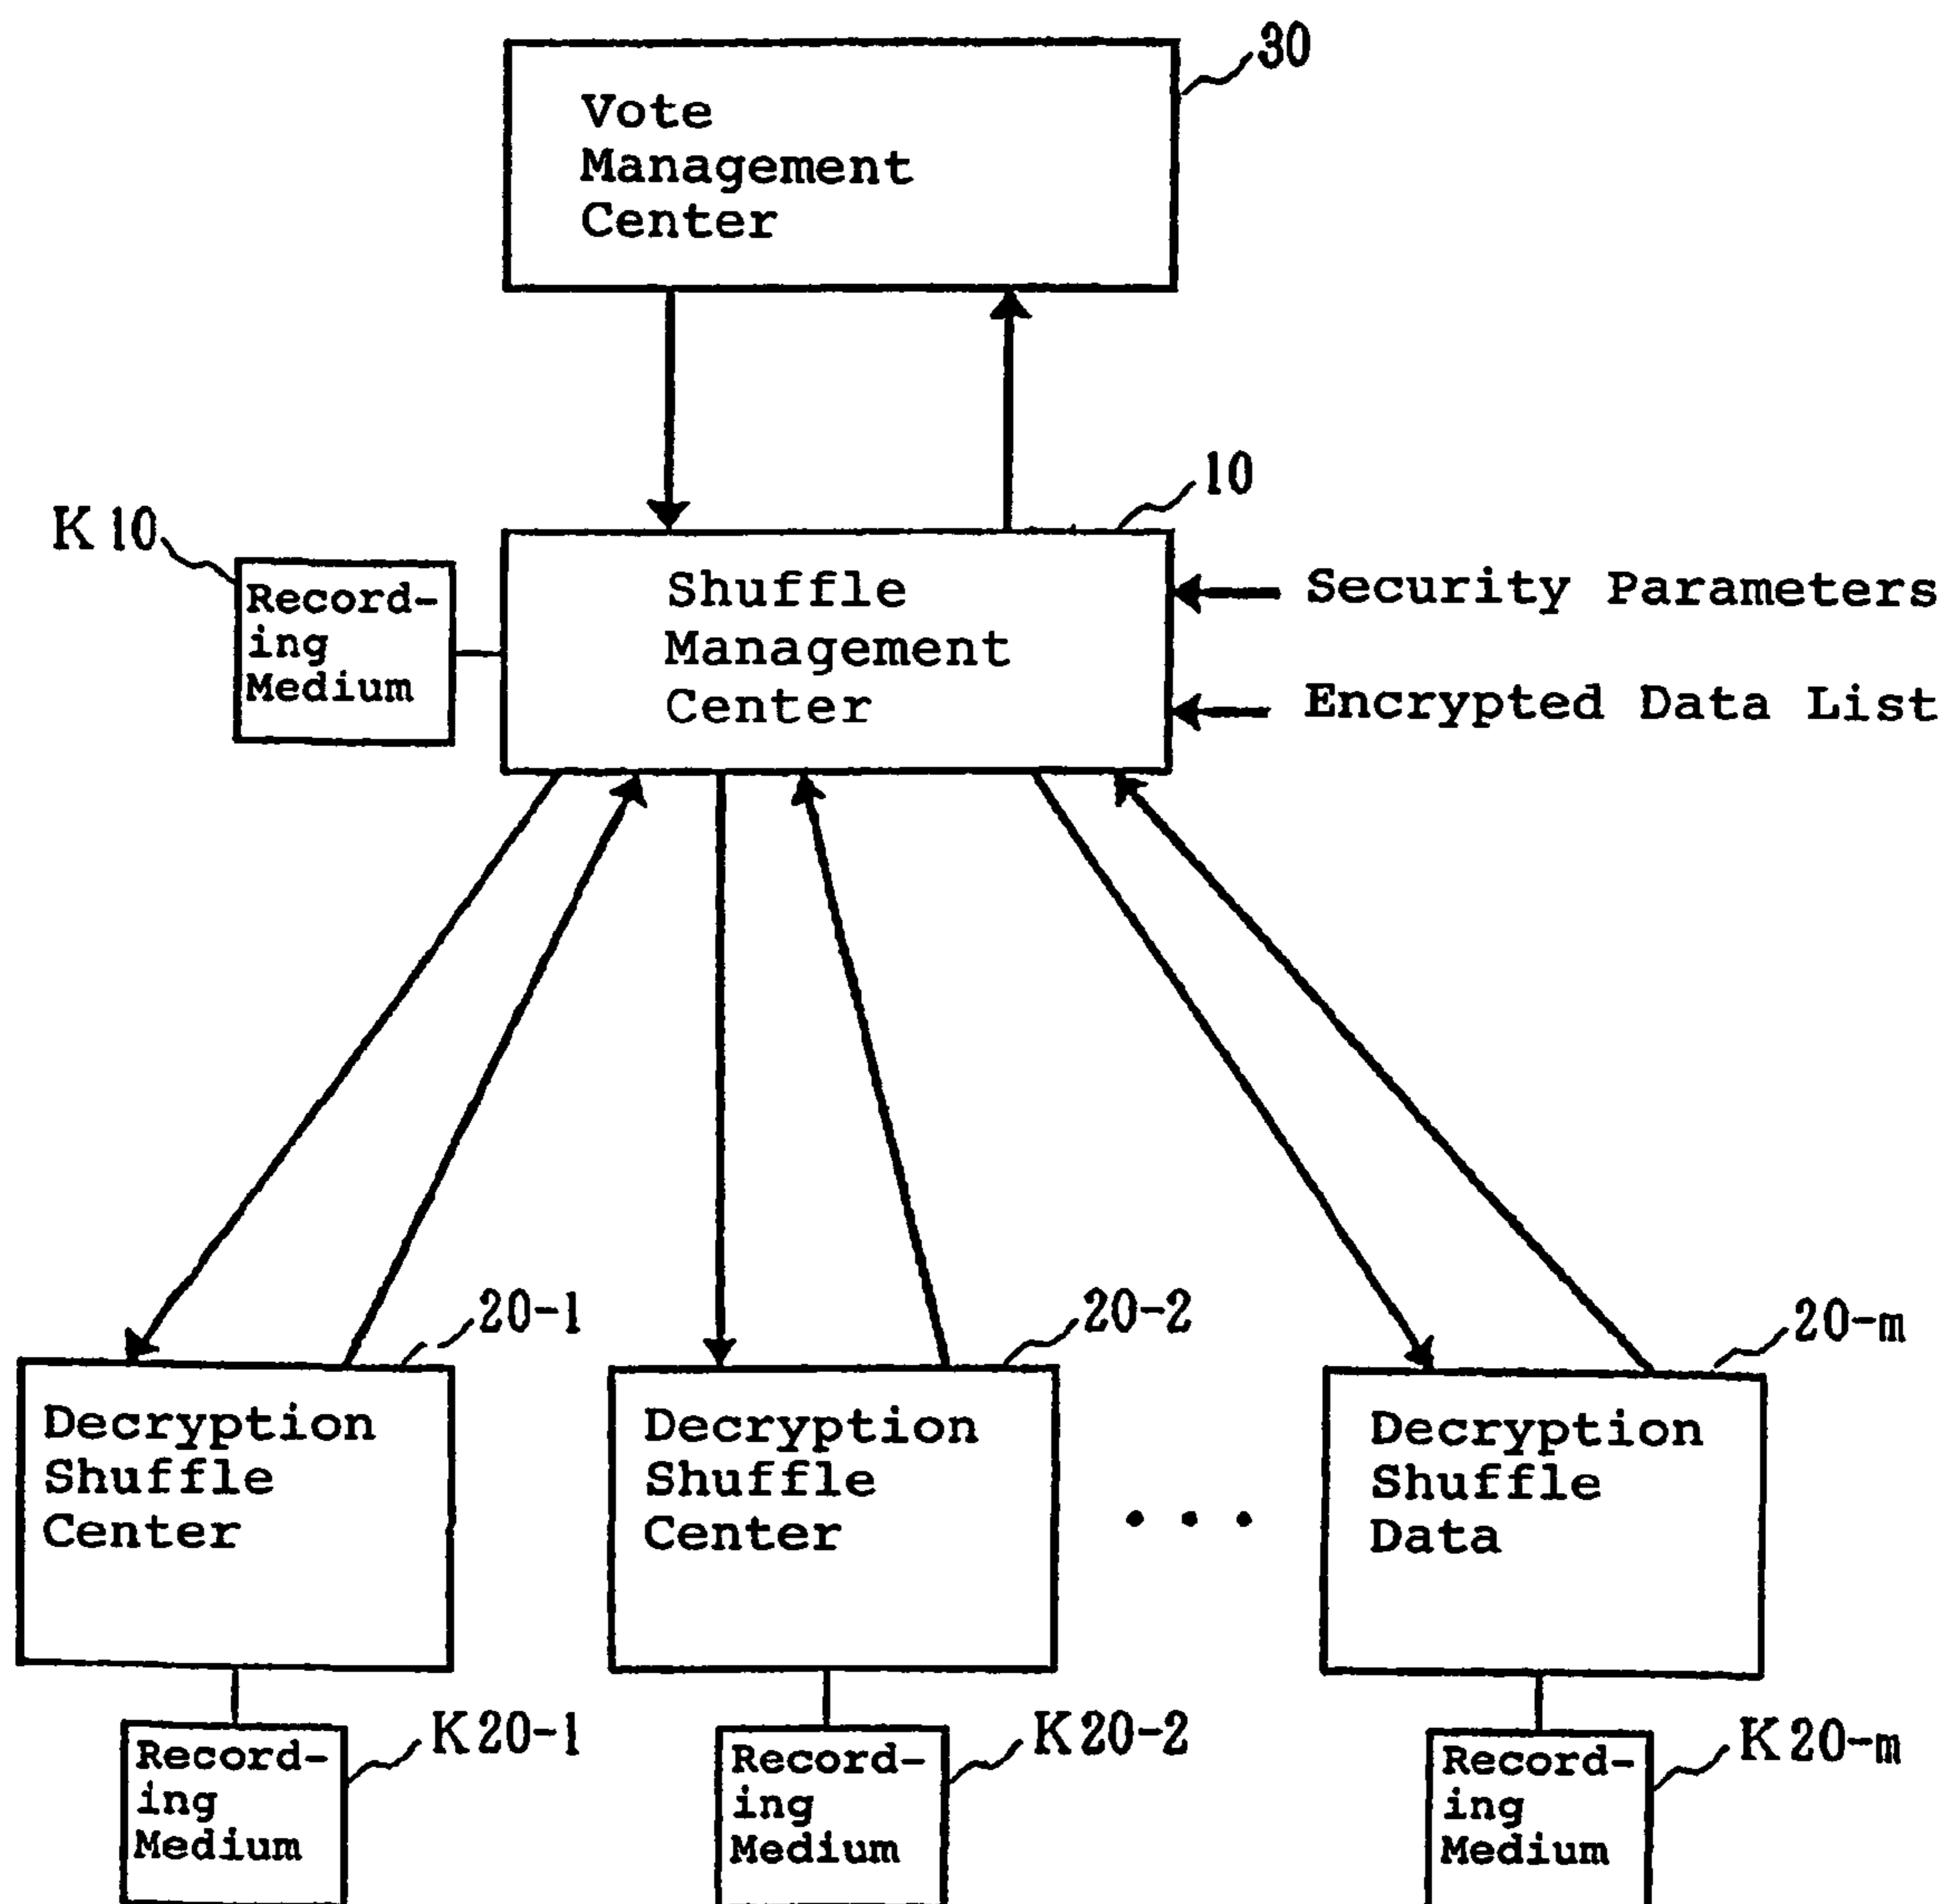 30
Vote
Management
Center
10
K10
Record-
ing
Medium
Shuffle
Management
Center
Security Parameters
Encrypted Data List
20-1
20-2
20-m
Decryption
Shuffle
Center
Decryption
Shuffle
Center
Decryption
Shuffle
Data
K20-1
K20-2
K20-m
Record-
ing
Medium
Record-
ing
Medium
Record-
ing
Medium